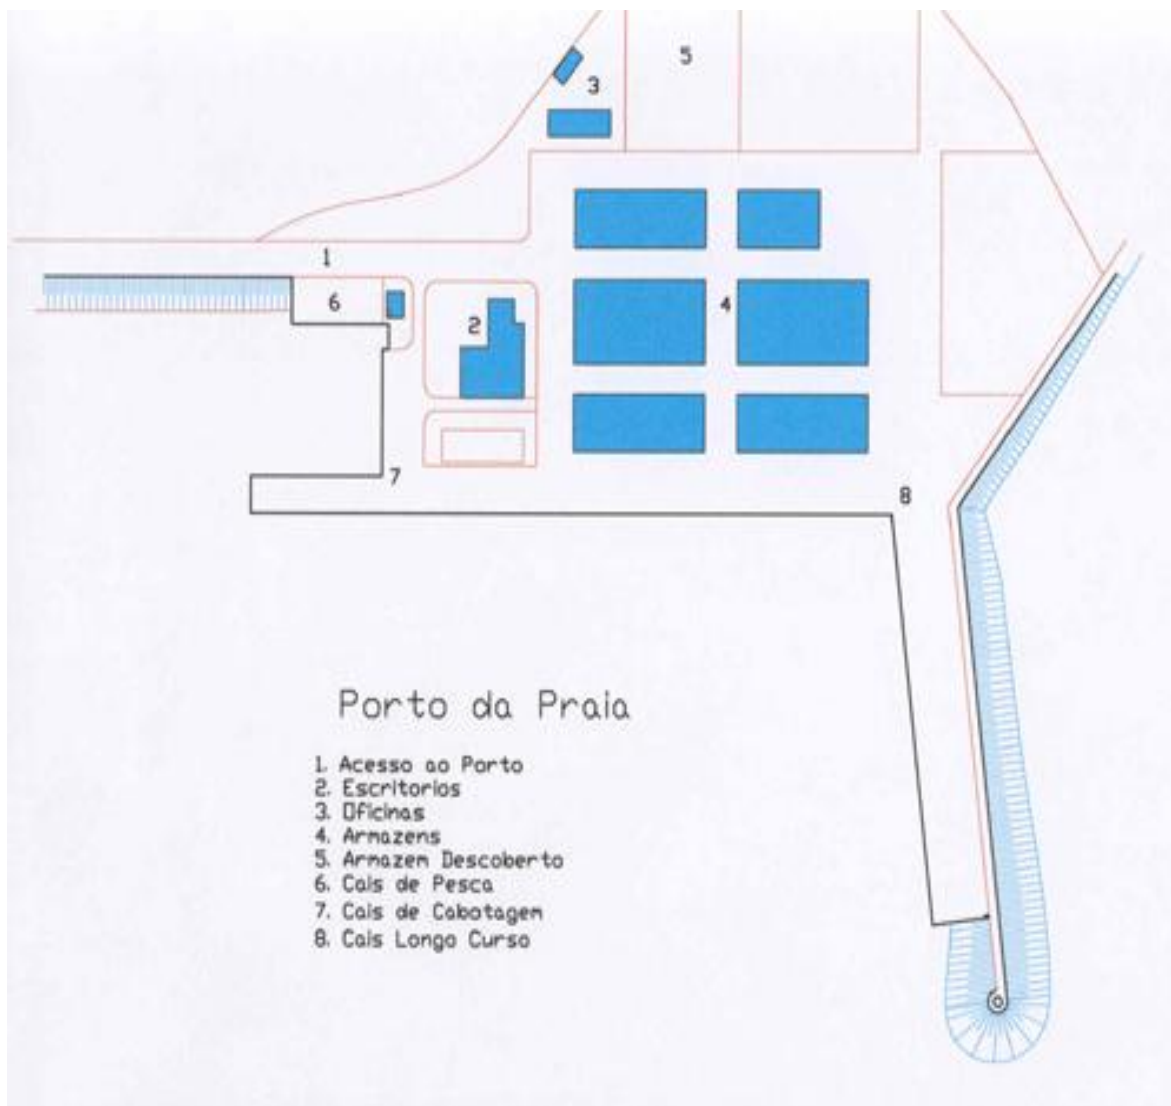 5
3
1
6
2
4
7
8
Porto da Praia
1. Acesso ao Porto
2. Escritorios
3. Oficinas
4. Armazens
5. Armazem Descoberto
6. Cais de Pesca
7. Cais de Cabotagem
8. Cais Longo Curso